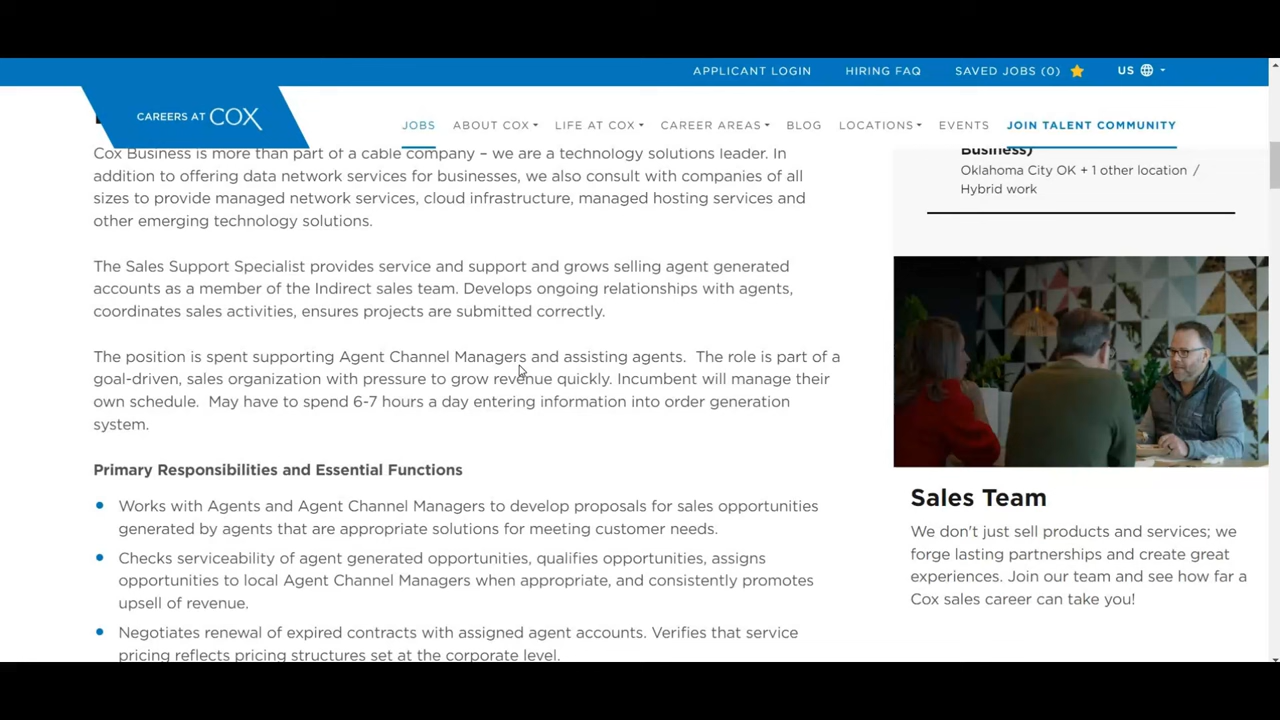 APPLICANT LOGIN HIRING FAQ SAVED JOBS (0) US
CAREERS AT COX
JOBS ABOUT COX LIFE AT COX CAREER AREAS BLOG LOCATIONS EVENTS JOIN TALENT COMMUNITY
Cox Business is more than part of a cable company – we are a technology solutions leader. In
addition to offering data network services for businesses, we also consult with companies of all
sizes to provide managed network services, cloud infrastructure, managed hosting services and
other emerging technology solutions.
The Sales Support Specialist provides service and support and grows selling agent generated
accounts as a member of the Indirect sales team. Develops ongoing relationships with agents,
coordinates sales activities, ensures projects are submitted correctly.
The position is spent supporting Agent Channel Managers and assisting agents. The role is part of a
goal-driven, sales organization with pressure to grow revenue quickly. Incumbent will manage their
own schedule. May have to spend 6-7 hours a day entering information into order generation
system.
Primary Responsibilities and Essential Functions
Works with Agents and Agent Channel Managers to develop proposals for sales opportunities
generated by agents that are appropriate solutions for meeting customer needs.
Checks serviceability of agent generated opportunities, qualifies opportunities, assigns
opportunities to local Agent Channel Managers when appropriate, and consistently promotes
upsell of revenue.
Negotiates renewal of expired contracts with assigned agent accounts. Verifies that service
pricing reflects pricing structures set at the corporate level.
Business)
Oklahoma City OK + 1 other location /
Hybrid work
Sales Team
We don't just sell products and services; we
forge lasting partnerships and create great
experiences. Join our team and see how far a
Cox sales career can take you!